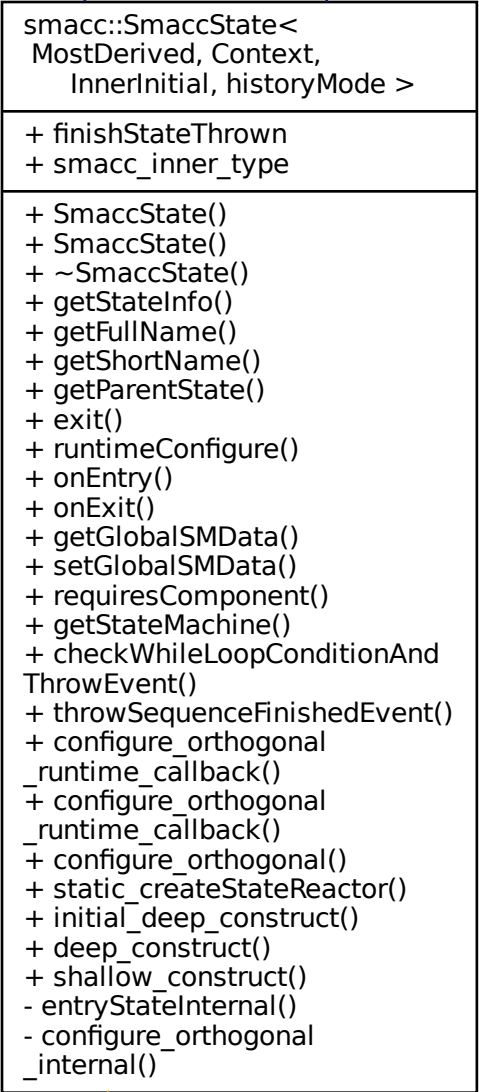 smacc::SmaccState<
MostDerived, Context,
InnerInitial, historyMode >
+ finishStateThrown
+ smacc_inner_type
+ SmaccState()
+ SmaccState()
+ ~SmaccState()
+ getStateInfo()
+ getFullName()
+ getShortName()
+ getParentState()
+ exit()
+ runtimeConfigure()
+ onEntry()
+ onExit()
+ getGlobalSMData()
+ setGlobalSMData()
+ requiresComponent()
+ getStateMachine()
+ checkWhileLoopConditionAnd
ThrowEvent()
+ throwSequenceFinishedEvent()
+ configure_orthogonal
_runtime_callback()
+ configure_orthogonal
_runtime_callback()
+ configure_orthogonal()
+ static_createStateReactor()
+ initial_deep_construct()
+ deep_construct()
+ shallow_construct()
- entryStateInternal()
- configure_orthogonal
_internal()